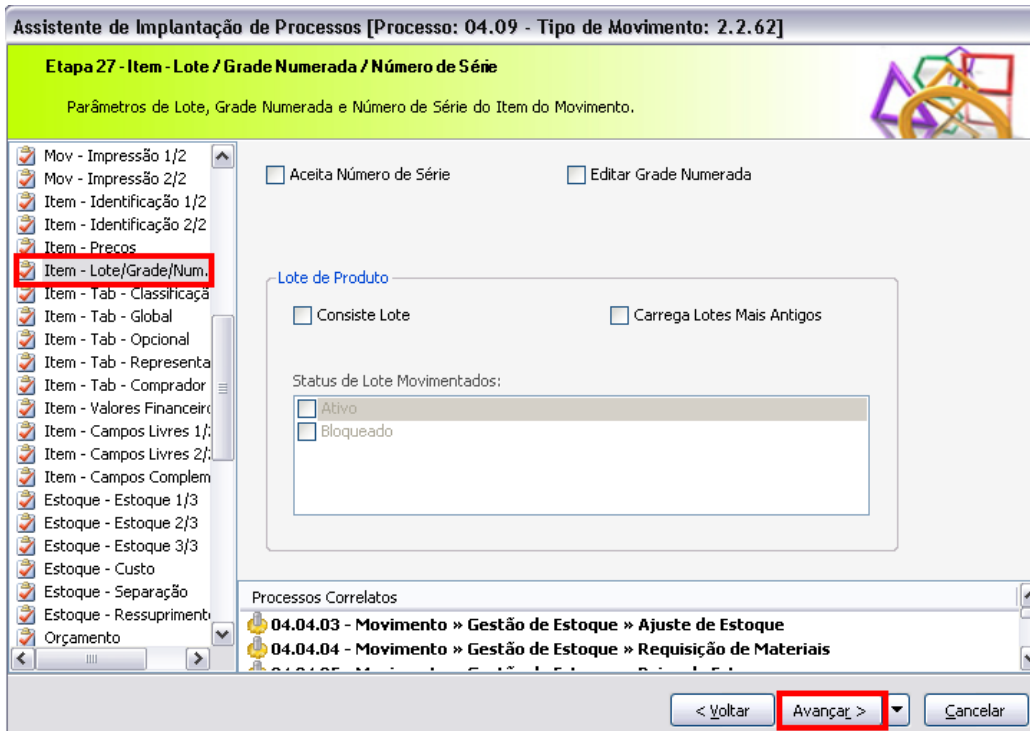 Assistente de Implantação de Processos [Processo: 04.09 - Tipo de Movimento: 2.2.62]
Etapa 27 - Item - Lote / Grade Numerada / Número de Série
Parâmetros de Lote, Grade Numerada e Número de Série do Item do Movimento.
Mov - Impressão 1/2
Mov - Impressão 2/2
Item - Identificação 1/2
Item - Identificação 2/2
Item - Preços
Item - Lote/Grade/Num.
Item - Tab - Classificaçã
Item - Tab - Global
Item - Tab - Opcional
Item - Tab - Representa
Item - Tab - Comprador
Item - Valores Financeiro
Item - Campos Livres 1/2
Item - Campos Livres 2/2
Item - Campos Complem
Estoque - Estoque 1/3
Estoque - Estoque 2/3
Estoque - Estoque 3/3
Estoque - Custo
Estoque - Separação
Estoque - Ressuprimento
Orçamento
Aceita Número de Série
Editar Grade Numerada
Lote de Produto
Consiste Lote
Carrega Lotes Mais Antigos
Status de Lote Movimentados:
Ativo
Bloqueado
Processos Correlatos
04.04.03 - Movimento » Gestão de Estoque » Ajuste de Estoque
04.04.04 - Movimento » Gestão de Estoque » Requisição de Materiais
< Voltar
Avançar >
Cancelar